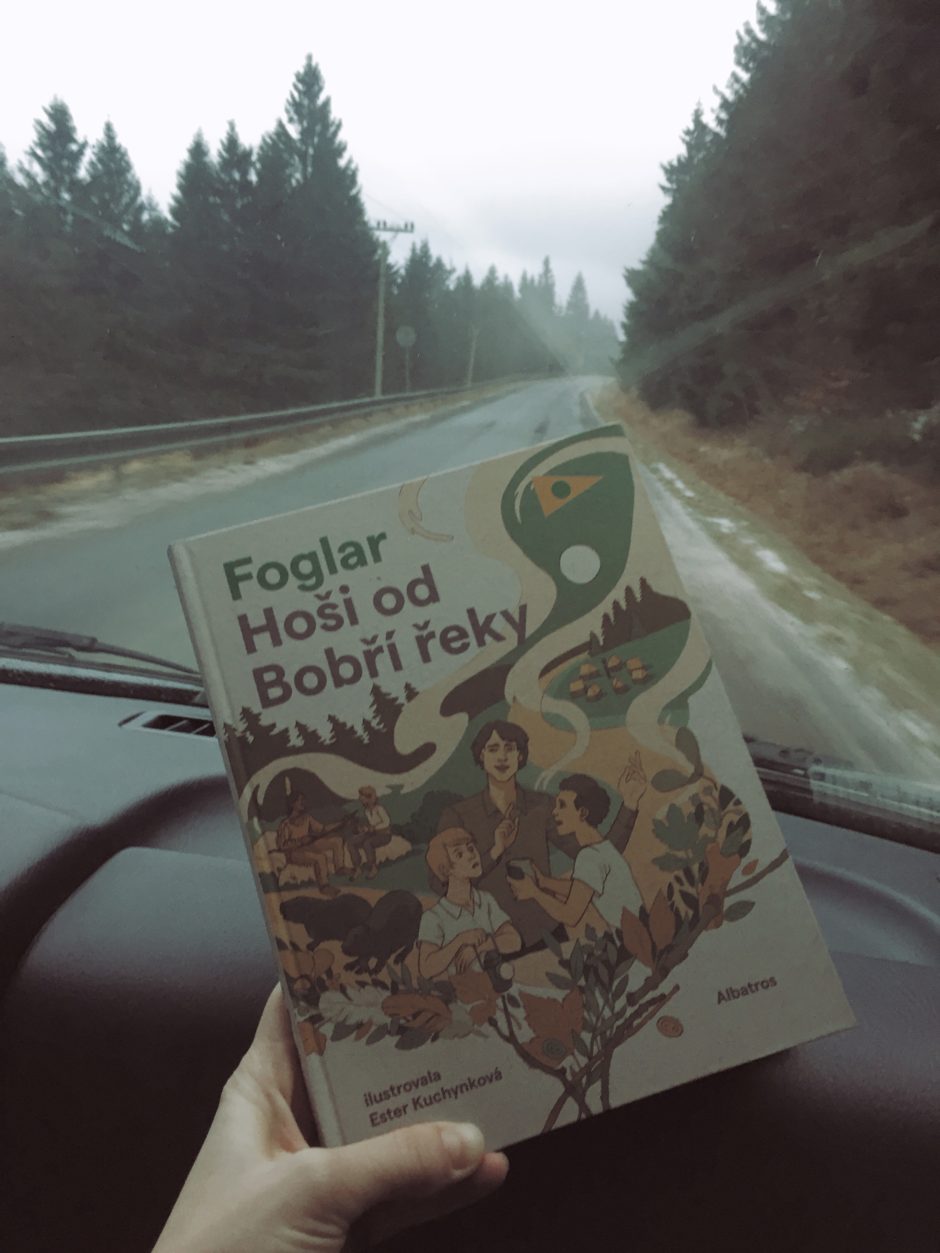 Foglar
Hoši od
Bobří řeky
Albatros
ilustrovala
Ester Kuchynková